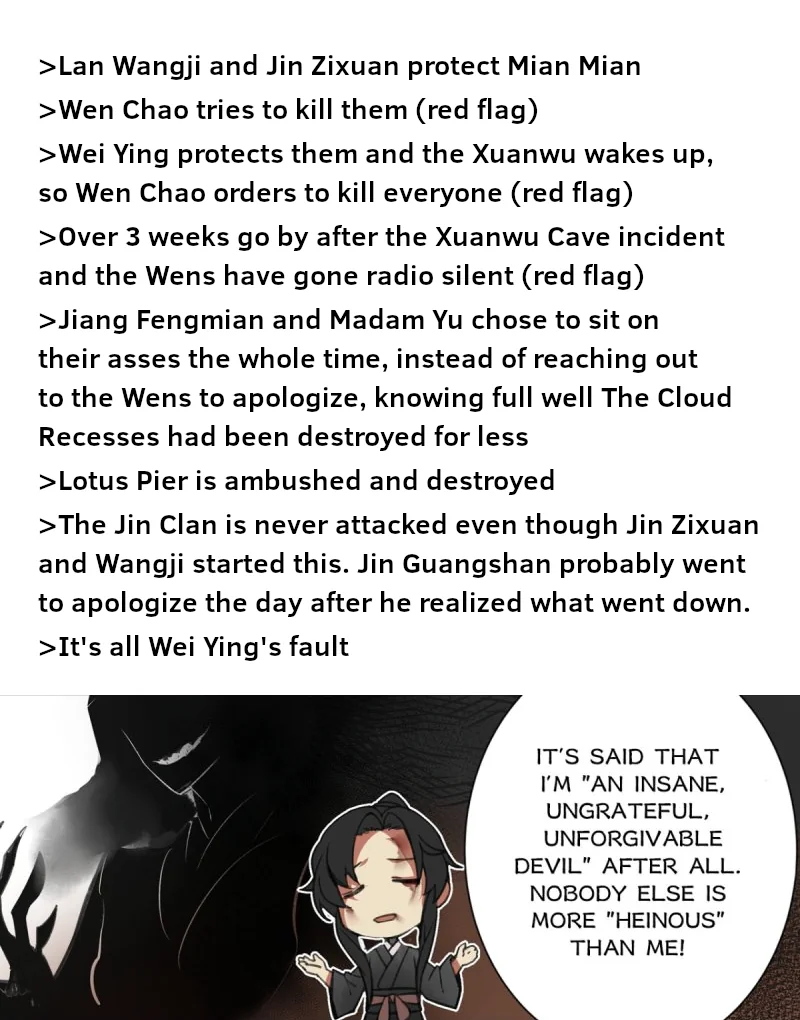 >Lan Wangji and Jin Zixuan protect Mian Mian
>Wen Chao tries to kill them (red flag)
>Wei Ying protects them and the Xuanwu wakes up,
so Wen Chao orders to kill everyone (red flag)
>Over 3 weeks go by after the Xuanwu Cave incident
and the Wens have gone radio silent (red flag)
>Jiang Fengmian and Madam Yu chose to sit on
their asses the whole time, instead of reaching out
to the Wens to apologize, knowing full well The Cloud
Recesses had been destroyed for less
>Lotus Pier is ambushed and destroyed
>The Jin Clan is never attacked even though Jin Zixuan
and Wangji started this. Jin Guangshan probably went
to apologize the day after he realized what went down.
>It's all Wei Ying's fault
IT'S SAID THAT
I'M "AN INSANE,
UNGRATEFUL,
UNFORGIVABLE
DEVIL" AFTER ALL.
NOBODY ELSE IS
MORE "HEINOUS"
THAN ME!